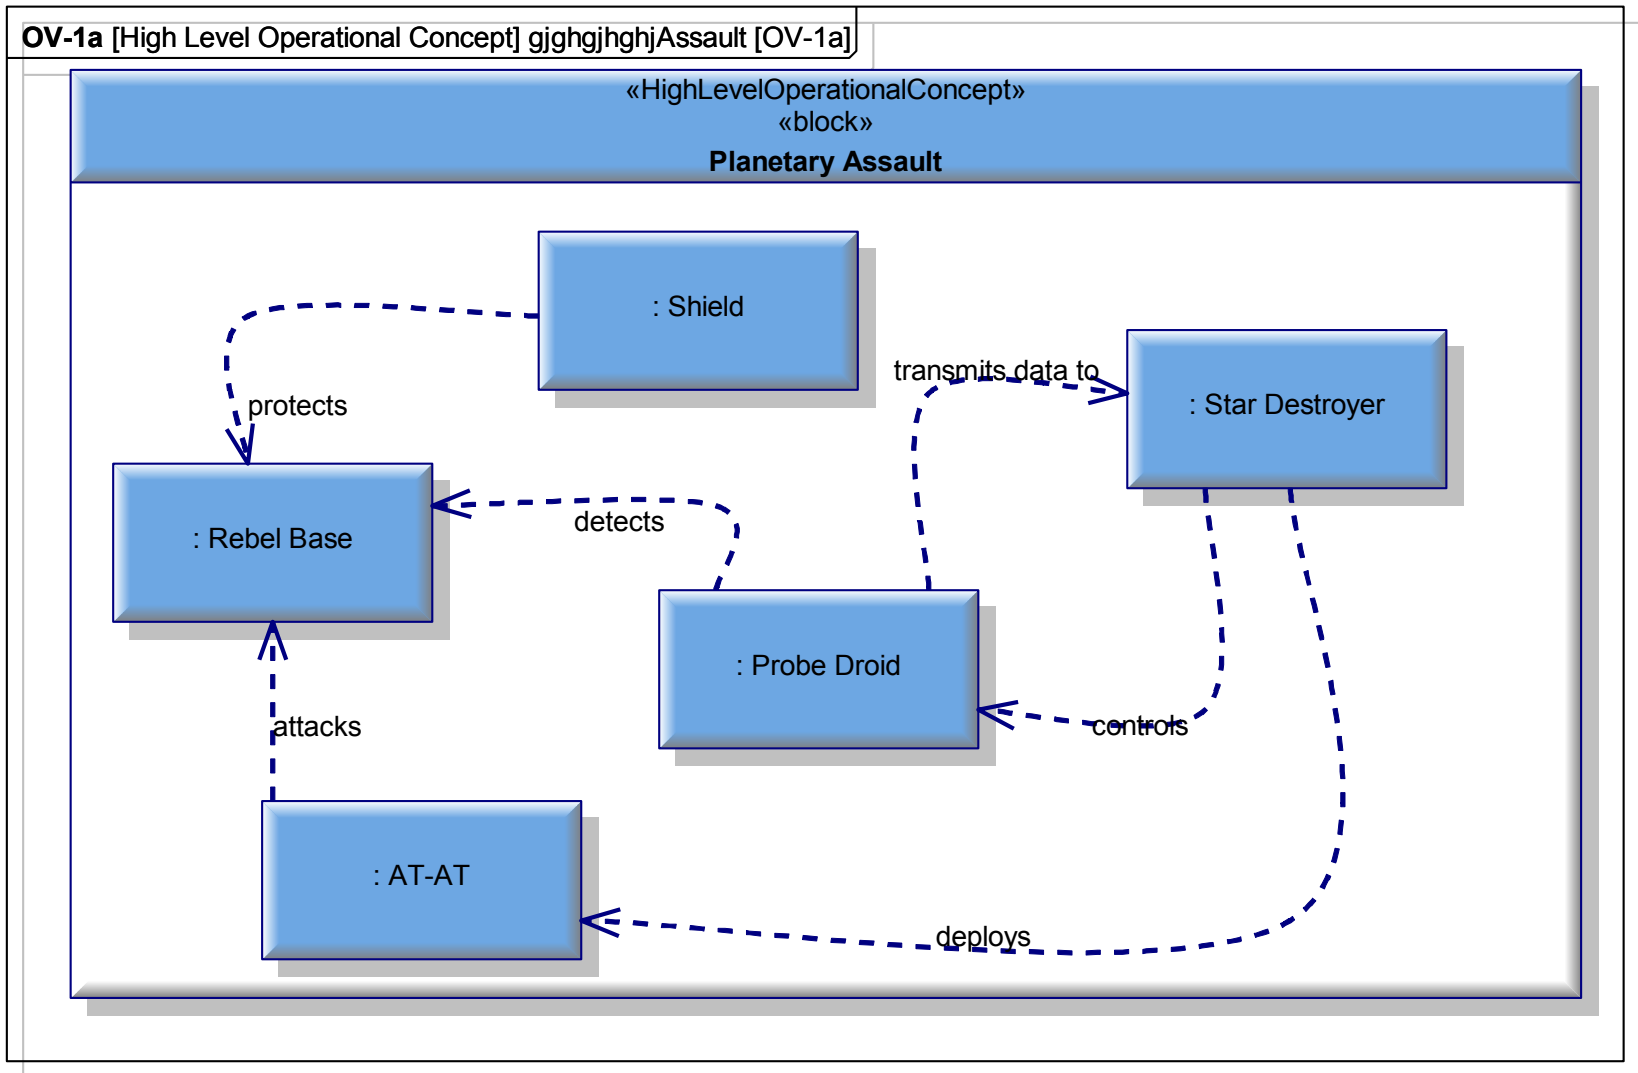 OV-1a [High Level Operational Concept] gjghgjhghjAssault [OV-1a]
«HighLevelOperationalConcept»
«block»
Planetary Assault
: Shield
transmits data to
: Star Destroyer
protects
: Rebel Base
detects
: Probe Droid
attacks
controls
: AT-AT
deploys